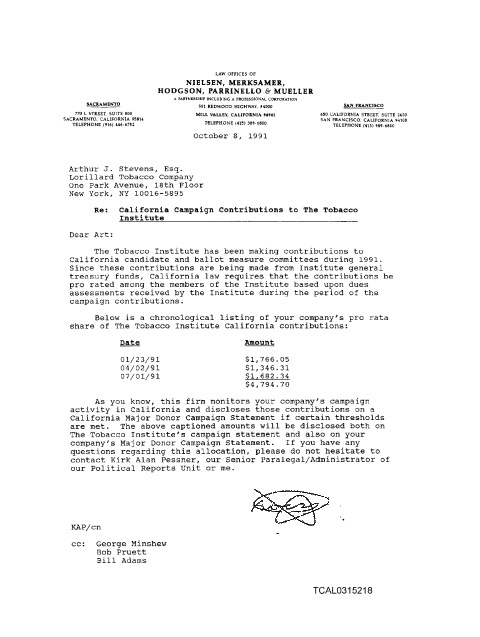 LAW OFFICES OF
NIELSEN, MERKSAMER,
HODGSON, PARRINELLO & MUELLER
A PARTNERSHIP INCLUDING A PROFESSIONAL CORPORATION
591 REDWOOD HIGHWAY, #4000
MILL VALLEY, CALIFORNIA 94941
TELEPHONE (415) 389-6800
SACRAMENTO
770 L STREET, SUITE 800
SACRAMENTO, CALIFORNIA 95814
TELEPHONE (916) 446-6752
SAN FRANCISCO
650 CALIFORNIA STREET, SUITE 2650
SAN FRANCISCO, CALIFORNIA 94108
TELEPHONE (415) 989-6800
October 8, 1991
Arthur J. Stevens, Esq.
Lorillard Tobacco Company
One Park Avenue, 18th Floor
New York, NY 10016-5895
Re: California Campaign Contributions to The Tobacco
Institute
Dear Art:
The Tobacco Institute has been making contributions to
California candidate and ballot measure committees during 1991.
Since these contributions are being made from Institute general
treasury funds, California law requires that the contributions be
pro rated among the members of the Institute based upon dues
assessments received by the Institute during the period of the
campaign contributions.
Below is a chronological listing of your company's pro rata
share of The Tobacco Institute California contributions:
Date Amount
01/23/91 $1,766.05
04/02/91 $1,346.31
07/01/91 $1,682.34
$4,794.70
As you know, this firm monitors your company's campaign
activity in California and discloses those contributions on a
California Major Donor Campaign Statement if certain thresholds
are met. The above captioned amounts will be disclosed both on
The Tobacco Institute's campaign statement and also on your
company's Major Donor Campaign Statement. If you have any
questions regarding this allocation, please do not hesitate to
contact Kirk Alan Pessner, our Senior Paralegal/Administrator of
our Political Reports Unit or me.
KAP/cn
cc: George Minshew
Bob Pruett
Bill Adams
TCAL0315218